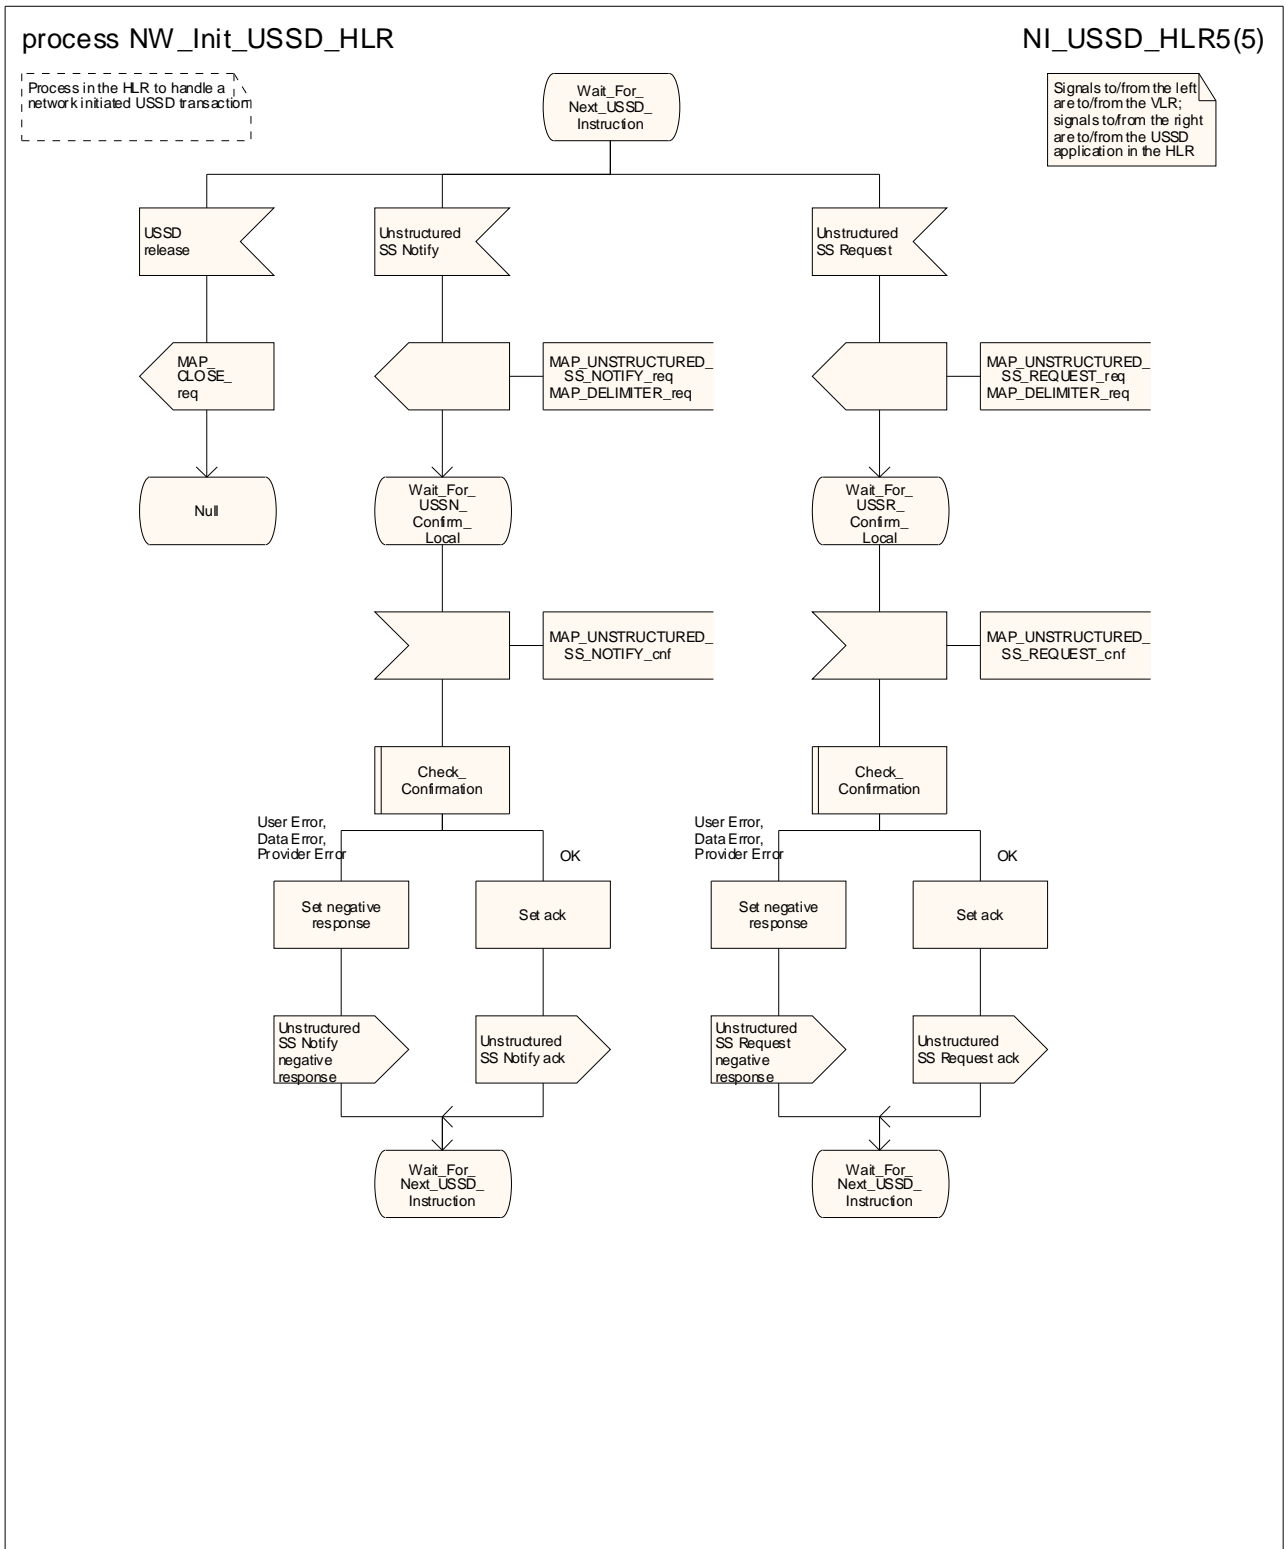 process NW_Init_USSD_HLR
NI_USSD_HLR5(5)
Process in the HLR to handle a
network initiated USSD transaction
Wait_For_
Next_USSD_
Instruction
Signals to/from the left
are to/from the VLR;
signals to/from the right
are to/from the USSD
application in the HLR
USSD
release
Unstructured
SS Notify
Unstructured
SS Request
MAP_
CLOSE_
req
MAP_UNSTRUCTURED_
SS_NOTIFY_req
MAP_DELIMITER_req
MAP_UNSTRUCTURED_
SS_REQUEST_req
MAP_DELIMITER_req
Null
Wait_For_
USSN_
Confirm_
Local
Wait_For_
USSR_
Confirm_
Local
MAP_UNSTRUCTURED_
SS_NOTIFY_cnf
MAP_UNSTRUCTURED_
SS_REQUEST_cnf
Check_
Confirmation
Check_
Confirmation
User Error,
Data Error,
Provider Error
OK
User Error,
Data Error,
Provider Error
OK
Set negative
response
Set ack
Set negative
response
Set ack
Unstructured
SS Notify
negative
response
Unstructured
SS Notify ack
Unstructured
SS Request
negative
response
Unstructured
SS Request ack
Wait_For_
Next_USSD_
Instruction
Wait_For_
Next_USSD_
Instruction